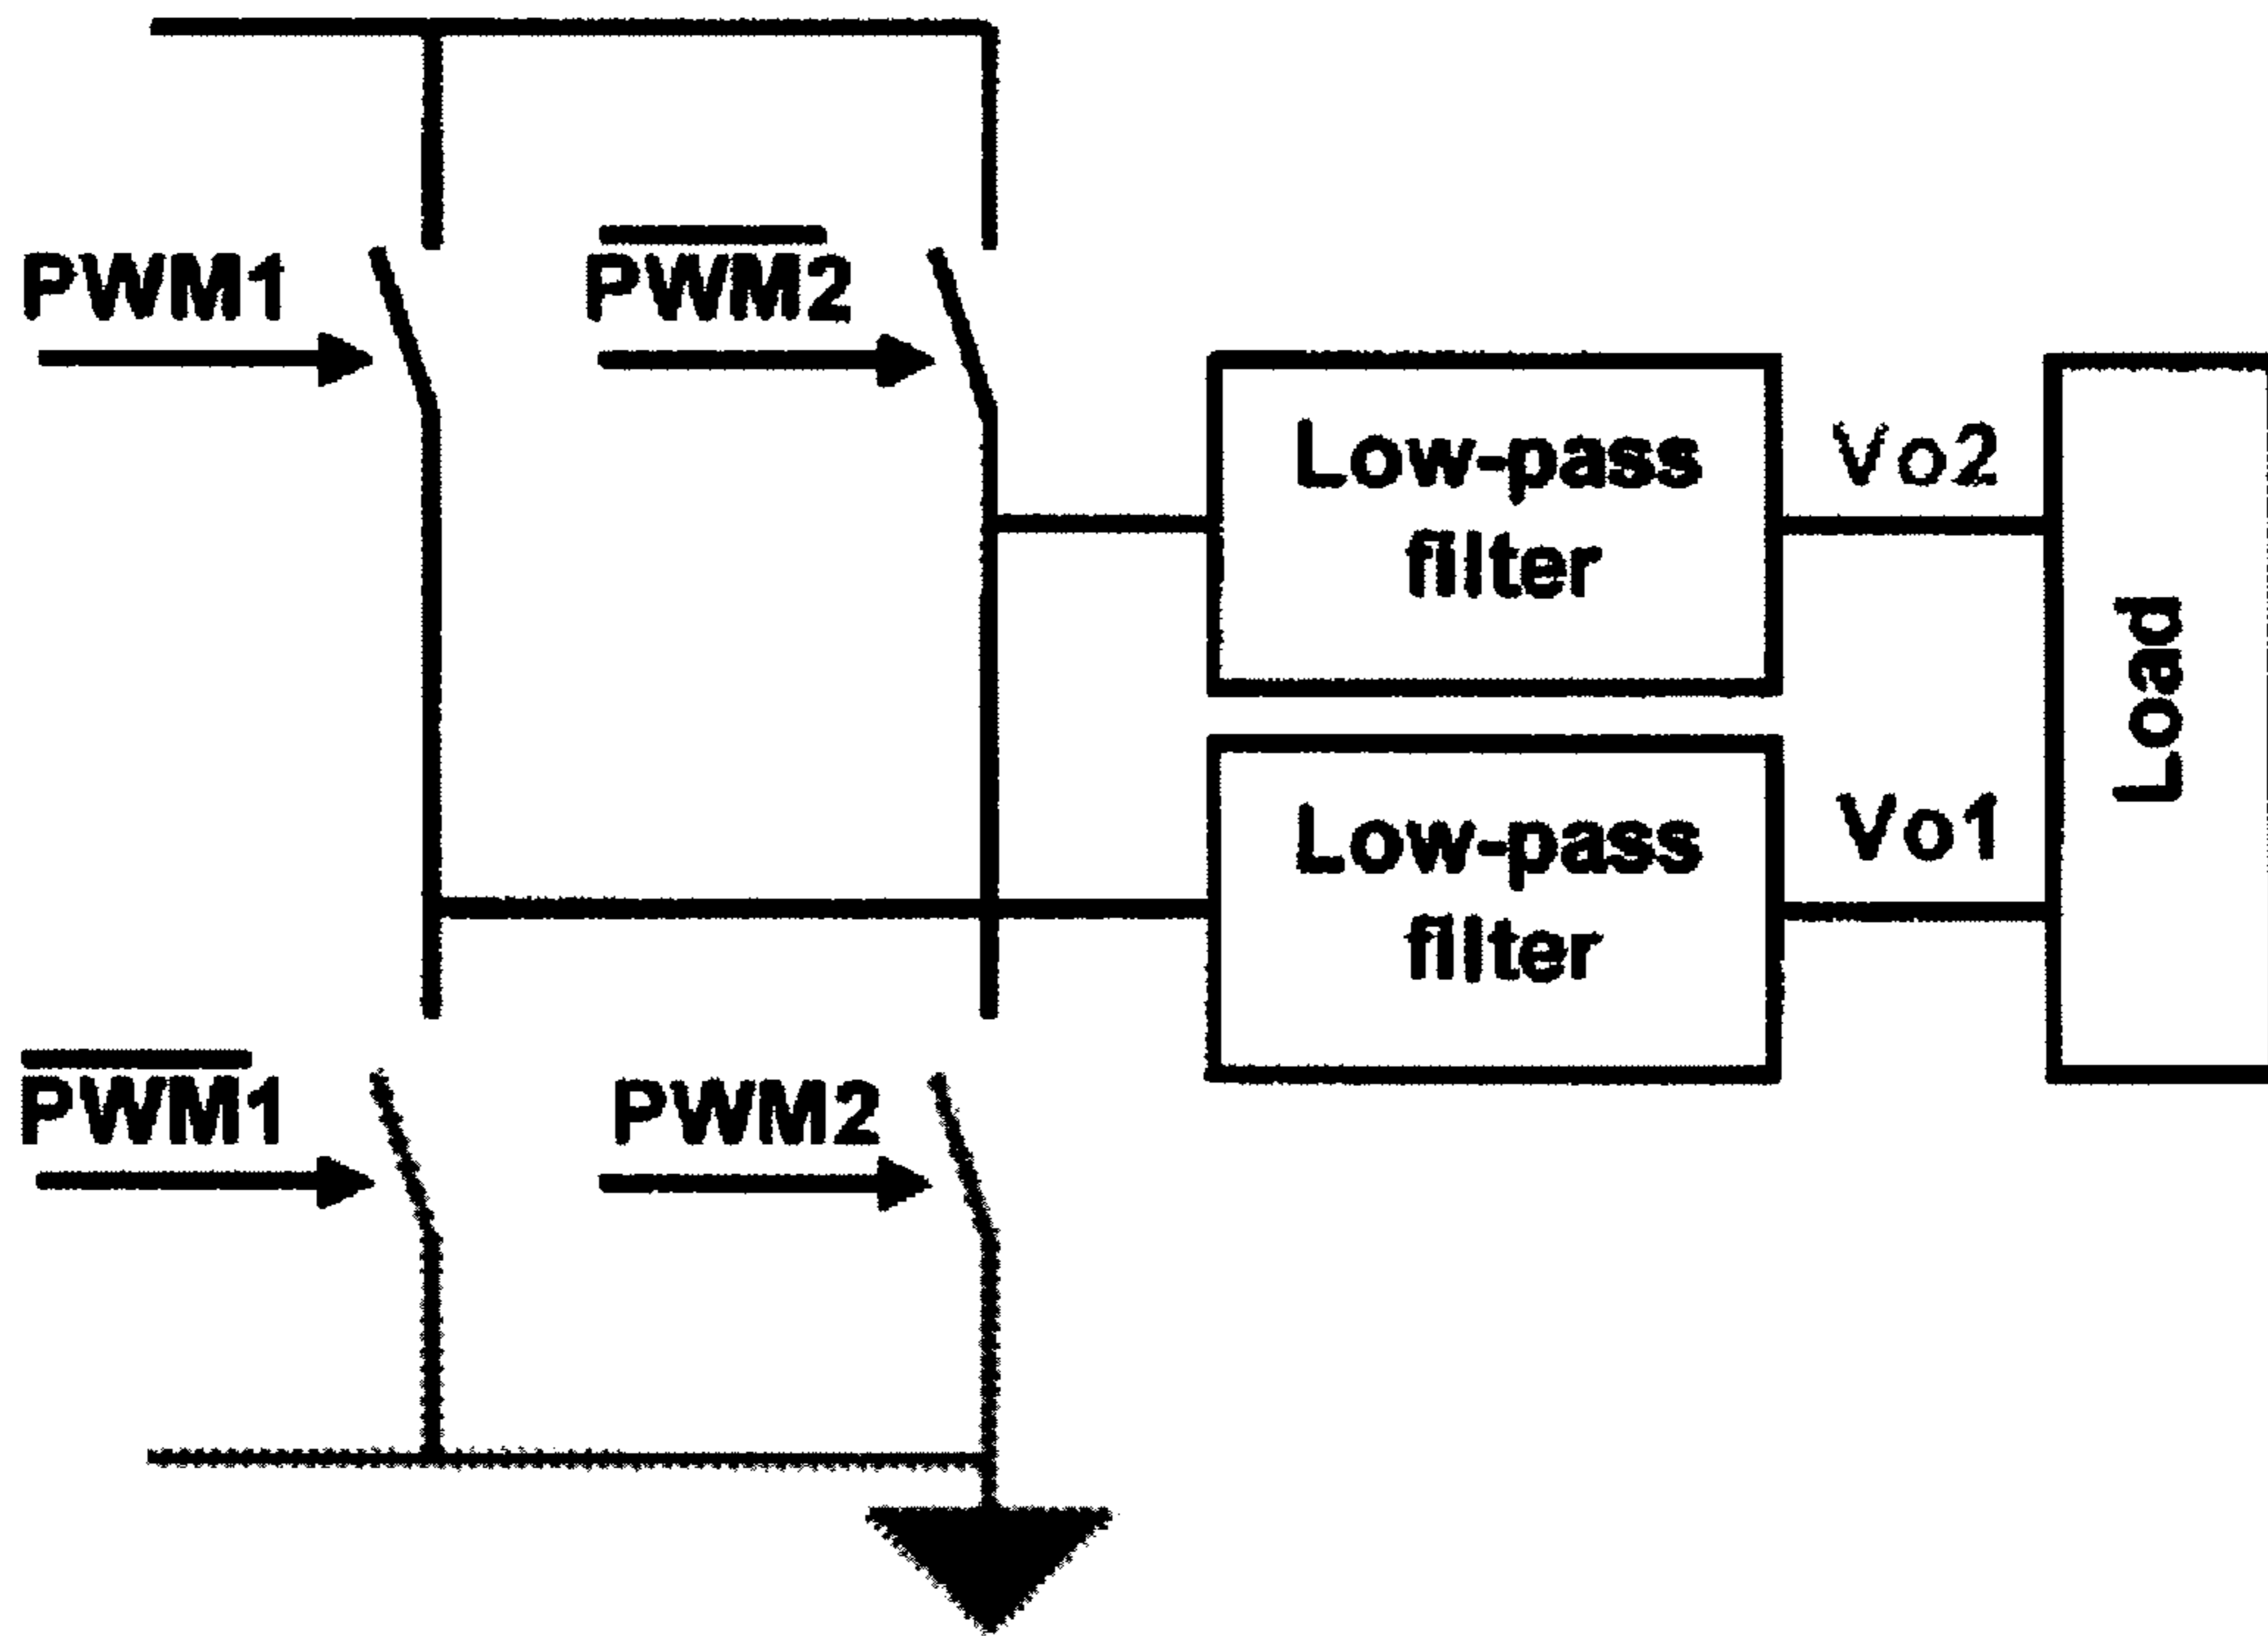 PWM1
PWM2
Low-pass
filter
Vo2
Load
Low-pass
filter
Vo1
PWM1
PWM2